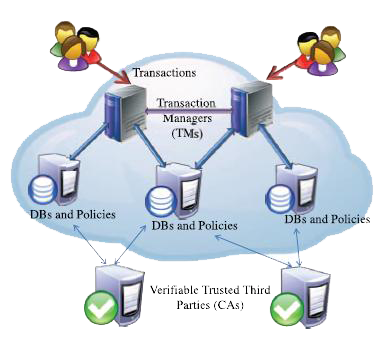 Transactions
Transaction
Managers
(TMs)
DBs and Policies
DBs and Policies
DBs and Policies
Verifiable Trusted Third
Parties (CAs)